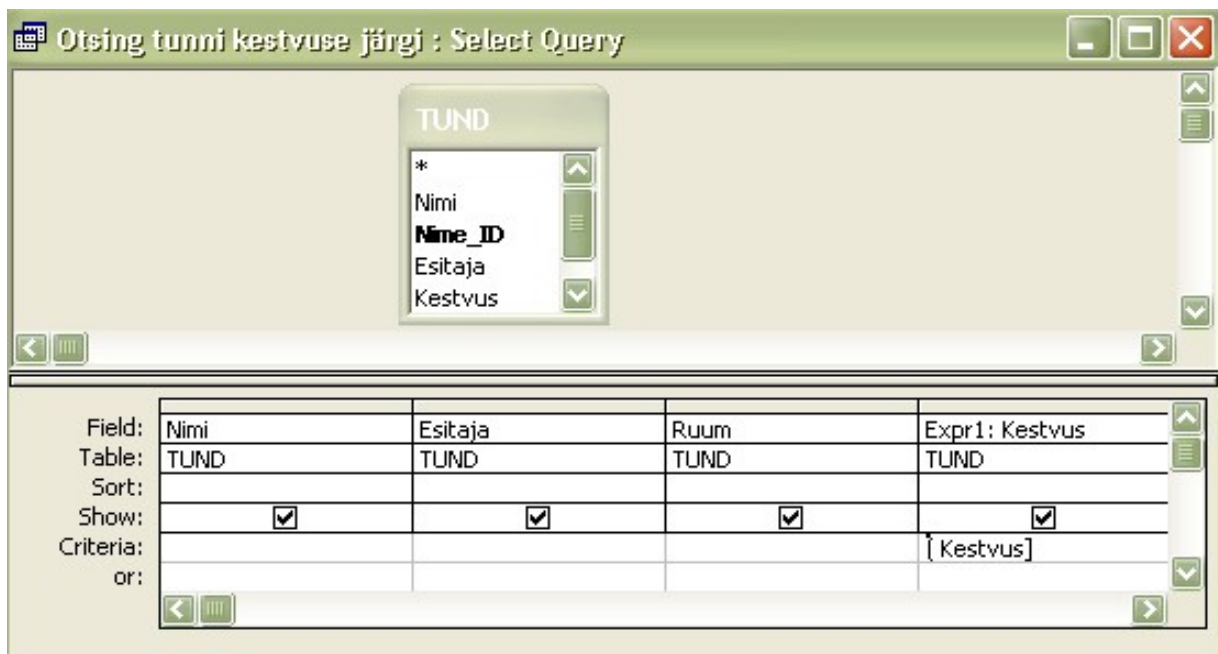 Otsing tunni kestvuse järgi : Select Query
TUND
*
Nimi
Nime_ID
Esitaja
Kestvus
Field: Nimi Esitaja Ruum Expr1: Kestvus
Table: TUND TUND TUND TUND
Sort:
Show:
Criteria: [ Kestvus]
or: